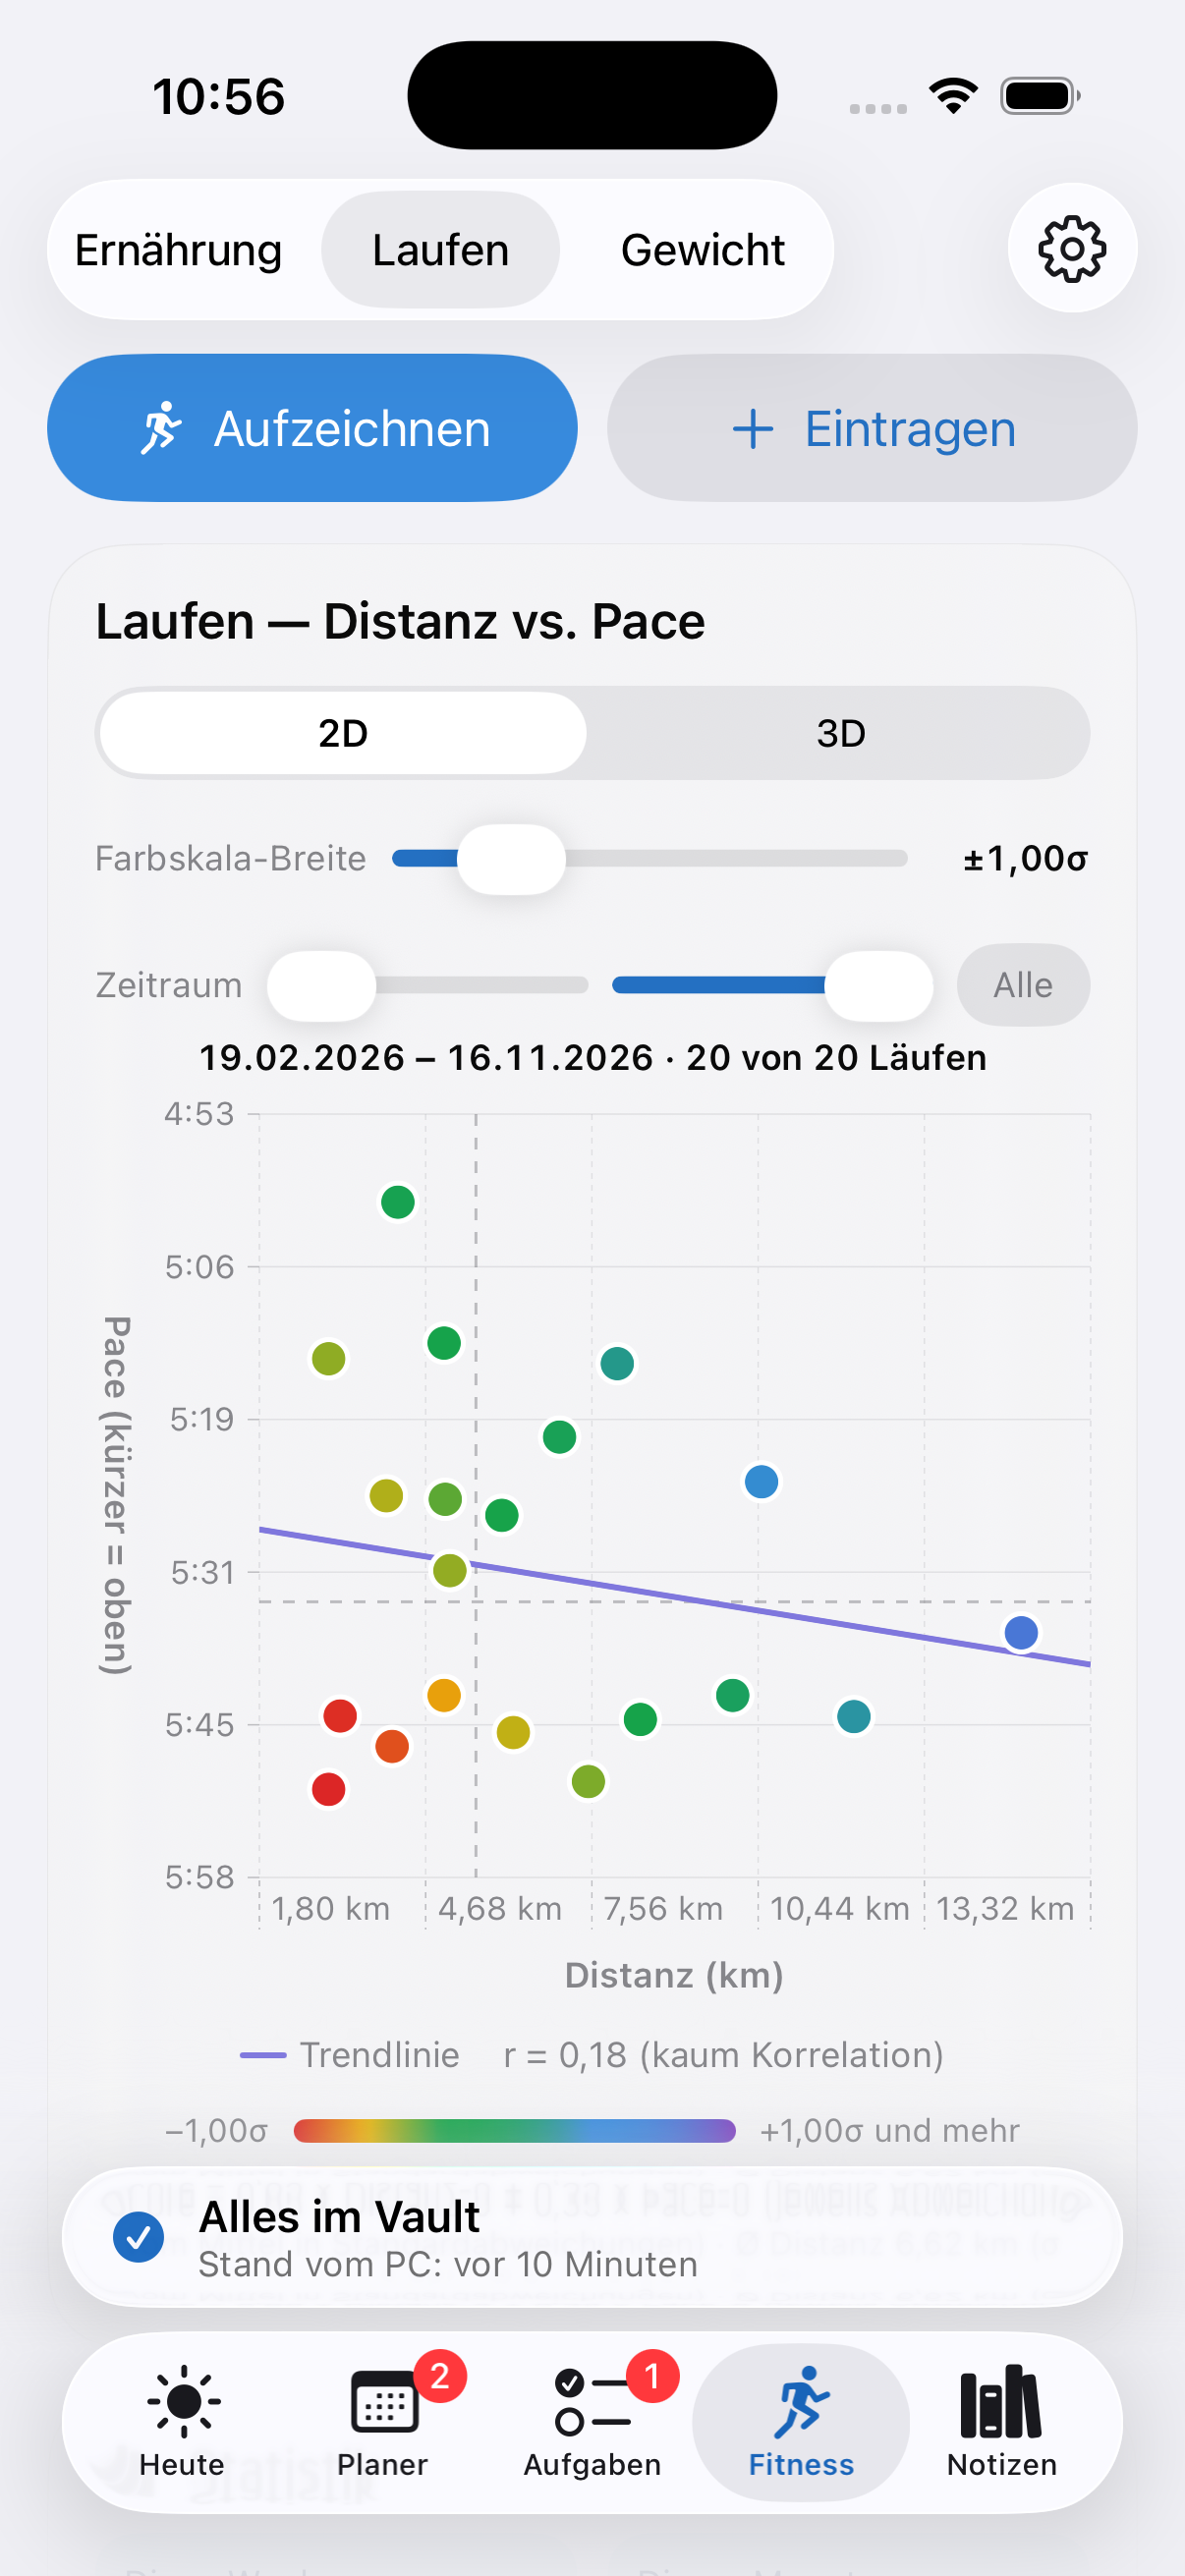 10:56
Ernährung Laufen Gewicht
Aufzeichnen Eintragen
Laufen — Distanz vs. Pace
2D 3D
Farbskala-Breite ±1,00σ
Zeitraum Alle
19.02.2026 – 16.11.2026 · 20 von 20 Läufen
4:53
5:06
5:19
5:31
5:45
5:58
Pace (kürzer = oben)
1,80 km 4,68 km 7,56 km 10,44 km 13,32 km
Distanz (km)
Trendlinie r = 0,18 (kaum Korrelation)
−1,00σ +1,00σ und mehr
Alles im Vault
Stand vom PC: vor 10 Minuten
2 1
Heute Planer Aufgaben Fitness Notizen
Statistik